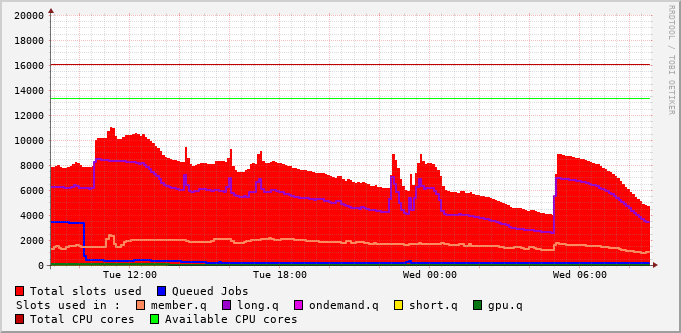 RRDTOOL / TOBI OETIKER
20000
18000
16000
14000
12000
10000
8000
6000
4000
2000
0
Tue 12:00 Tue 18:00 Wed 00:00 Wed 06:00
Total slots used Queued Jobs
Slots used in : member.q long.q ondemand.q short.q gpu.q
Total CPU cores Available CPU cores